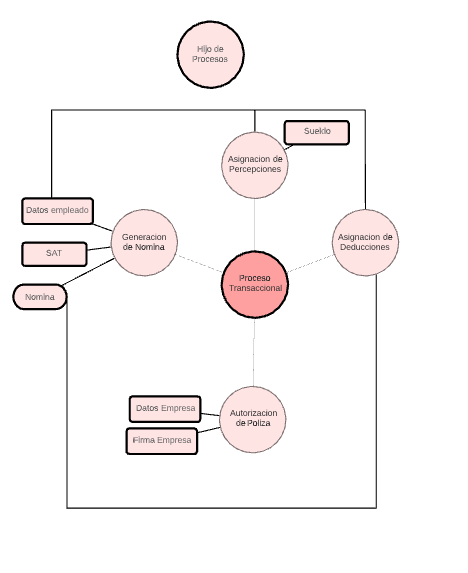 Hijo de
Procesos
Sueldo
Asignacion de
Percepciones
Datos empleado
Generacion
de Nomina
Asignacion de
Deducciones
SAT
Proceso
Transaccional
Nomina
Datos Empresa
Autorizacion
de Poliza
Firma Empresa